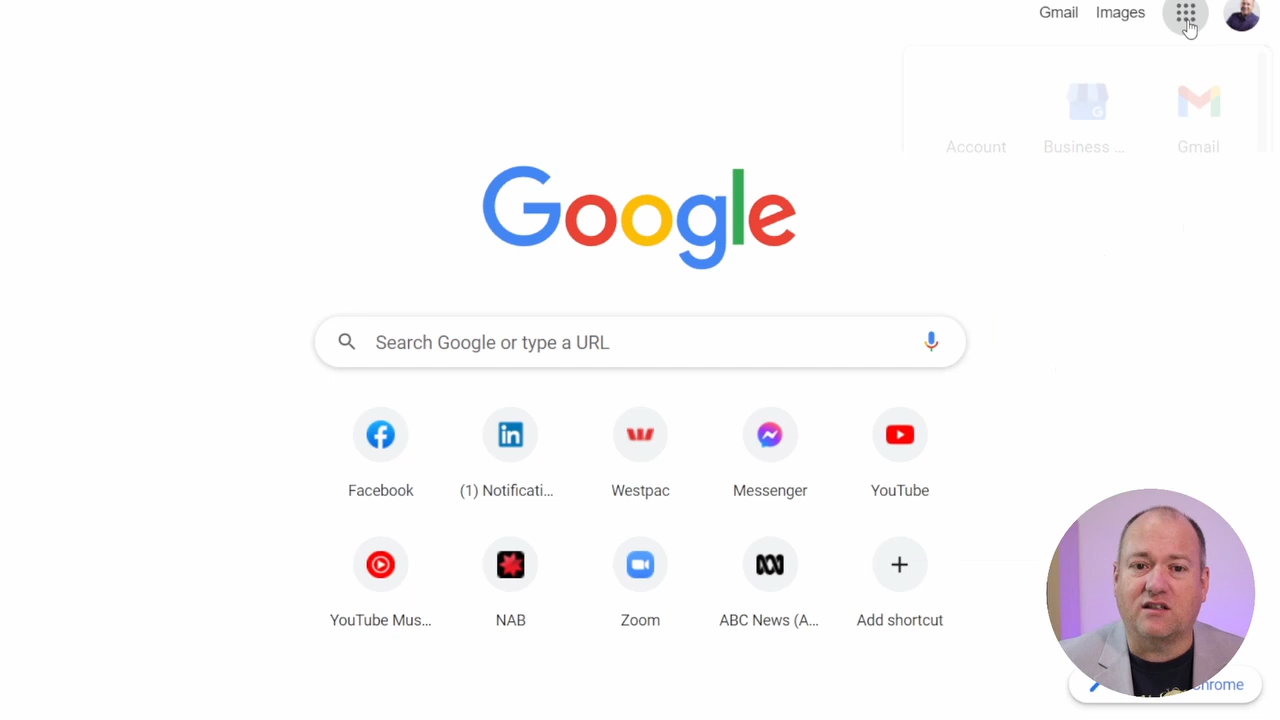 Gmail Images
Account Business ... Gmail
Google
Search Google or type a URL
Facebook (1) Notificati... Westpac Messenger YouTube
YouTube Mus... NAB Zoom ABC News (A... Add shortcut
hrome